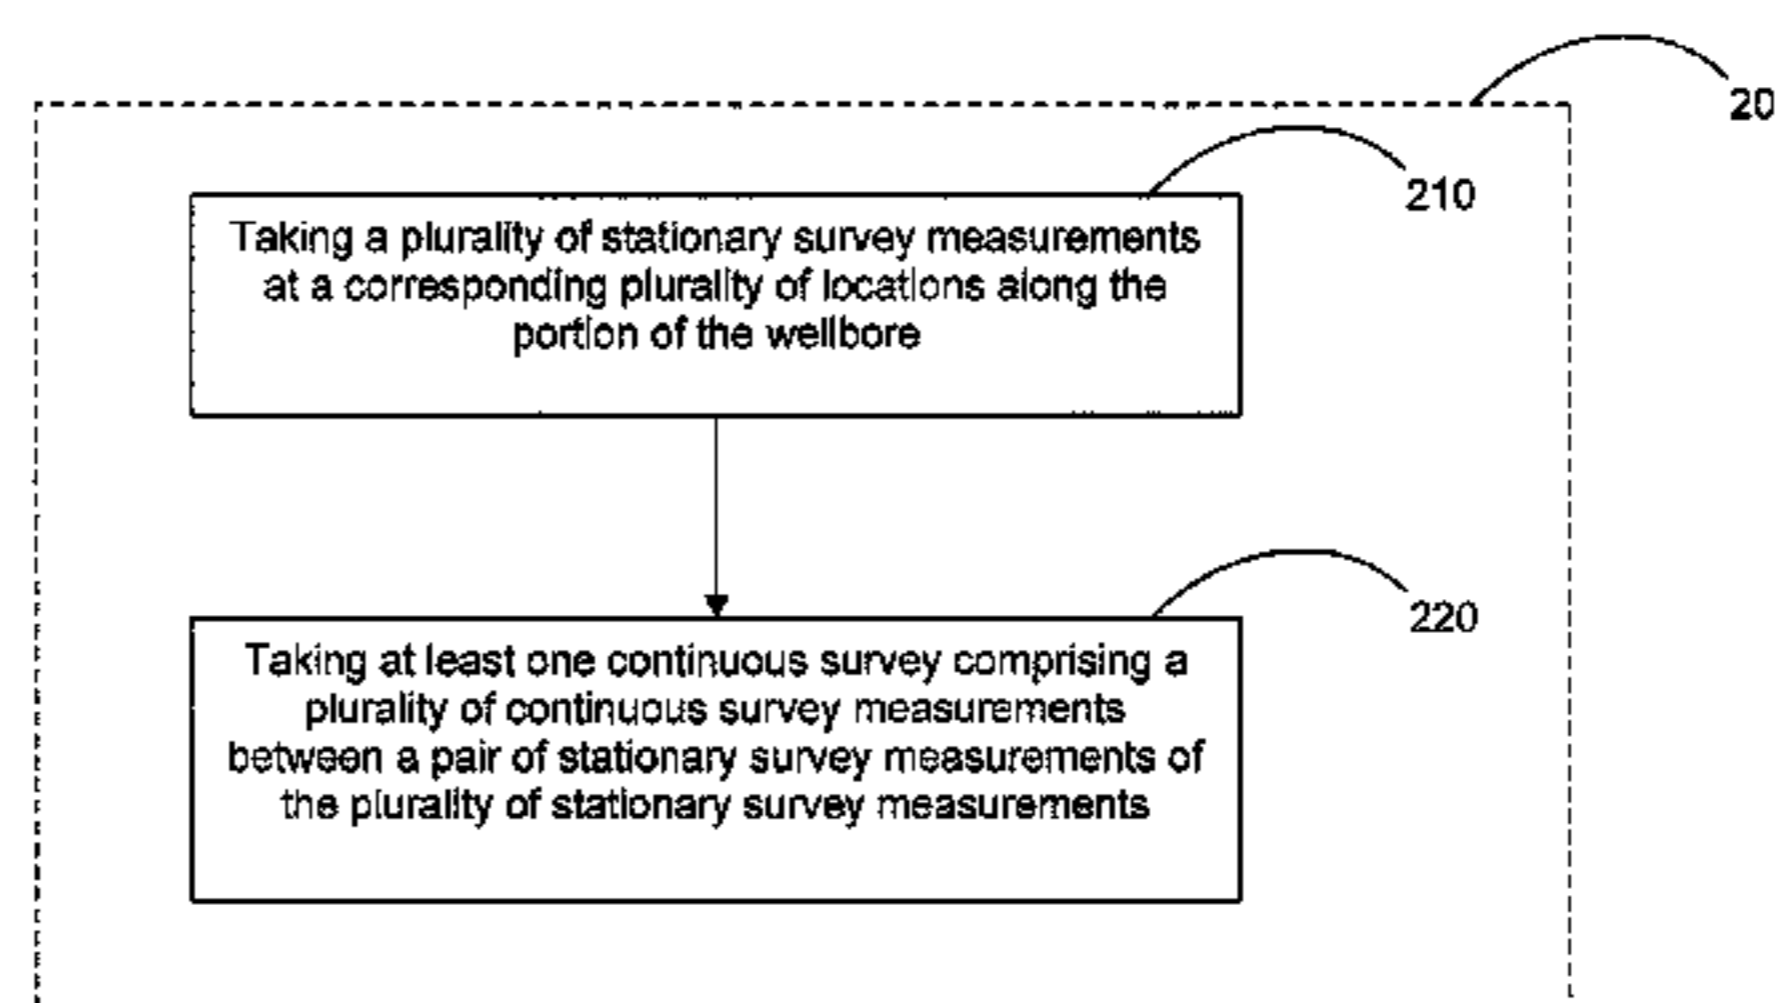 20
210
Taking a plurality of stationary survey measurements
at a corresponding plurality of locations along the
portion of the wellbore
220
Taking at least one continuous survey comprising a
plurality of continuous survey measurements
between a pair of stationary survey measurements of
the plurality of stationary survey measurements